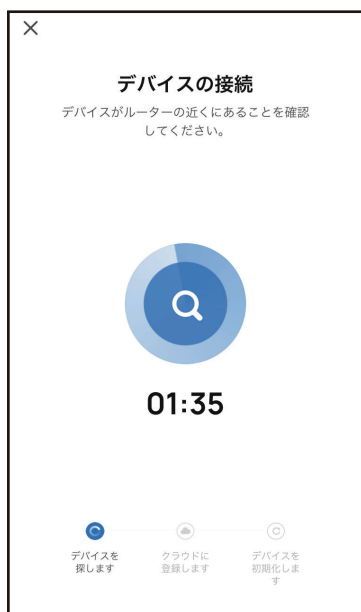 デバイスの接続
デバイスがルーターの近くにあることを確認
してください。
01:35
デバイスを
探します
クラウドに
登録します
デバイスを
初期化しま
す